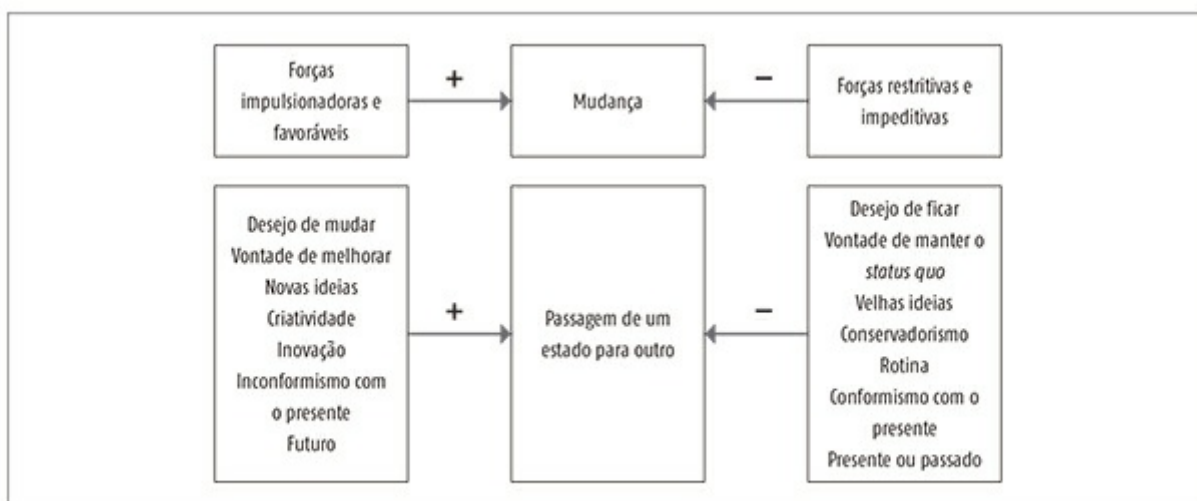 Forças
impulsionadoras e
favoráveis
+
Mudança
–
Forças restritivas e
impeditivas
Desejo de mudar
Vontade de melhorar
Novas ideias
Criatividade
Inovação
Inconformismo com
o presente
Futuro
+
Passagem de um
estado para outro
–
Desejo de ficar
Vontade de manter o
status quo
Velhas ideias
Conservadorismo
Rotina
Conformismo com o
presente
Presente ou passado